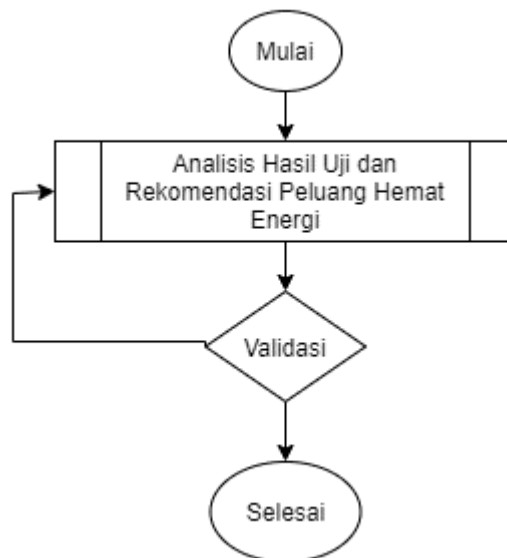 Mulai
Analisis Hasil Uji dan
Rekomendasi Peluang Hemat
Energi
Validasi
Selesai